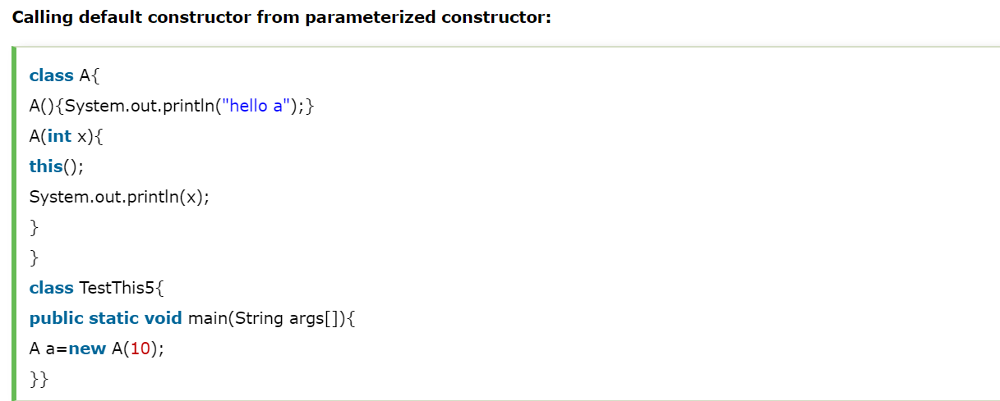 Calling default constructor from parameterized constructor:
class A{
A(){System.out.println("hello a");}
A(int x){
this();
System.out.println(x);
}
}
class TestThis5{
public static void main(String args[]){
A a=new A(10);
}}